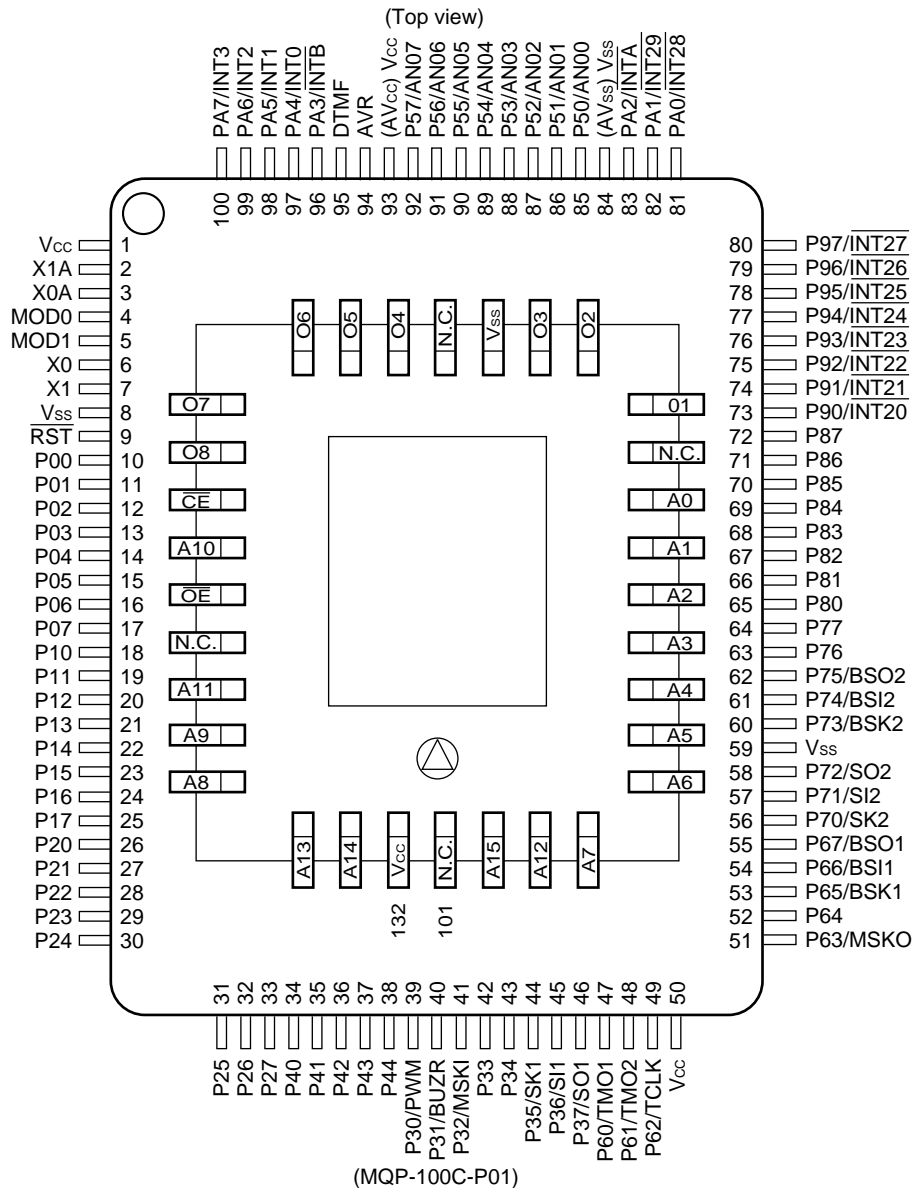 (Top view)
PA7/INT3
PA6/INT2
PA5/INT1
PA4/INT0
PA3/INTB
DTMF
AVR
(AVcc) Vcc
P57/AN07
P56/AN06
P55/AN05
P54/AN04
P53/AN03
P52/AN02
P51/AN01
P50/AN00
(AVss) Vss
PA2/INTA
PA1/INT29
PA0/INT28
100
99
98
97
96
95
94
93
92
91
90
89
88
87
86
85
84
83
82
81
Vcc 1
X1A 2
X0A 3
MOD0 4
MOD1 5
X0 6
X1 7
Vss 8
RST 9
P00 10
P01 11
P02 12
P03 13
P04 14
P05 15
P06 16
P07 17
P10 18
P11 19
P12 20
P13 21
P14 22
P15 23
P16 24
P17 25
P20 26
P21 27
P22 28
P23 29
P24 30
80 P97/INT27
79 P96/INT26
78 P95/INT25
77 P94/INT24
76 P93/INT23
75 P92/INT22
74 P91/INT21
73 P90/INT20
72 P87
71 P86
70 P85
69 P84
68 P83
67 P82
66 P81
65 P80
64 P77
63 P76
62 P75/BSO2
61 P74/BSI2
60 P73/BSK2
59 Vss
58 P72/SO2
57 P71/SI2
56 P70/SK2
55 P67/BSO1
54 P66/BSI1
53 P65/BSK1
52 P64
51 P63/MSKO
O6
O5
O4
N.C.
Vss
O3
O2
O7
O8
CE
A10
OE
N.C.
A11
A9
A8
01
N.C.
A0
A1
A2
A3
A4
A5
A6
A13
A14
Vcc
N.C.
A15
A12
A7
132
101
31
32
33
34
35
36
37
38
39
40
41
42
43
44
45
46
47
48
49
50
P25
P26
P27
P40
P41
P42
P43
P44
P30/PWM
P31/BUZR
P32/MSKI
P33
P34
P35/SK1
P36/SI1
P37/SO1
P60/TMO1
P61/TMO2
P62/TCLK
Vcc
(MQP-100C-P01)